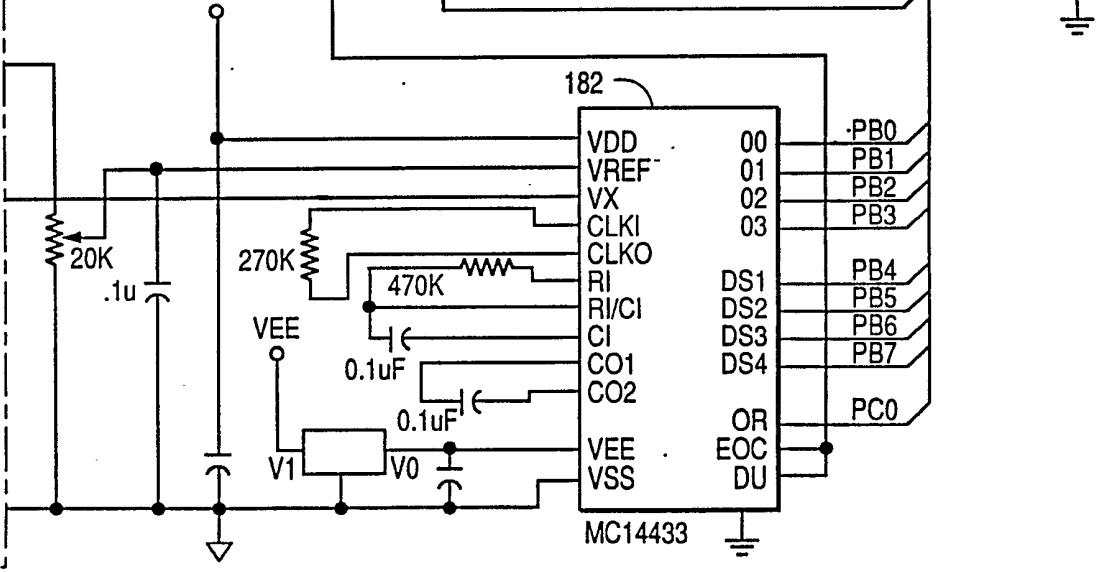 182
VDD
VREF
VX
CLKI
CLKO
RI
RI/CI
CI
CO1
CO2
VEE
VSS
00
01
02
03
DS1
DS2
DS3
DS4
OR
EOC
DU
PB0
PB1
PB2
PB3
PB4
PB5
PB6
PB7
PC0
20K
.1u
270K
470K
0.1uF
0.1uF
VEE
V1
V0
MC14433